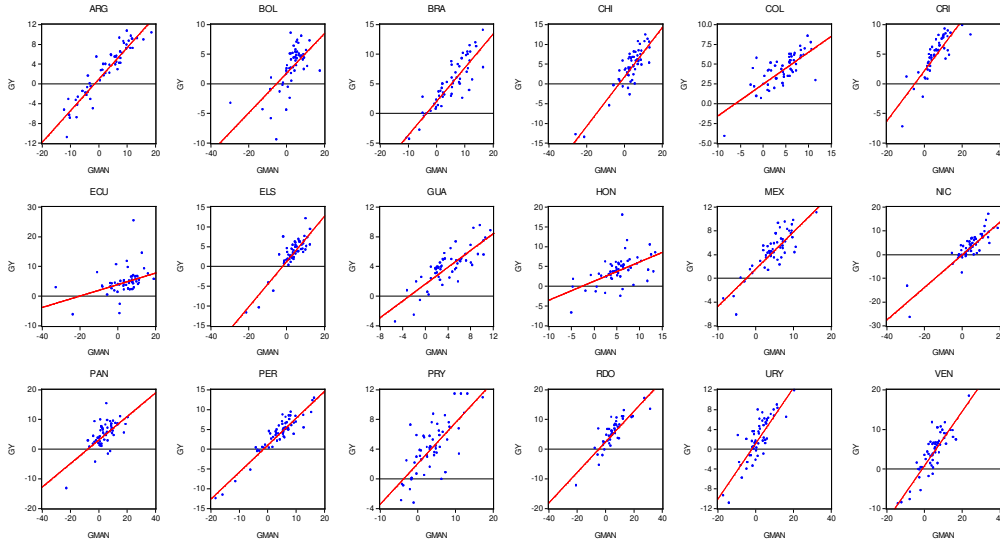 ARG BOL BRA CHI COL CRI
12 10 15 15 10.0 10
8 5 10 10 7.5 5
4 0 5 5 5.0 0
0 -5 0 0 2.5 -5
-4 -10 -5 -5 0.0 -10
-8 -10 2.5
-12 -15 5.0
GY GY GY GY GY GY
-20 -10 0 10 20 -40 -20 0 20 -20 -10 0 10 20 -40 -20 0 20 -10 -5 0 5 10 15 -20 0 20 40
GMAN GMAN GMAN GMAN GMAN GMAN
ECU ELS GUA HON MEX NIC
30 15 12 20 12 20
20 10 8 15 8 10
10 5 4 10 4 0
0 0 0 5 0 -10
-10 -5 -4 0 -4 -20
-10 -5 -8 -30
-15 -10
GY GY GY GY GY GY
-40 -20 0 20 -40 -20 0 20 -8 -4 0 4 8 12 -10 -5 0 5 10 15 -10 0 10 20 -40 -20 0 20
GMAN GMAN GMAN GMAN GMAN GMAN
PAN PER PRY RDO URY VEN
20 15 12 20 12 20
10 10 8 10 8 10
0 5 4 0 4 0
-10 0 0 -10 0 -10
-20 -5 -4 -20 -4
-10 -8
-15 -12
GY GY GY GY GY GY
-40 -20 0 20 40 -20 -10 0 10 20 -10 0 10 20 -40 -20 0 20 40 -20 0 20 40 -20 0 20 40
GMAN GMAN GMAN GMAN GMAN GMAN